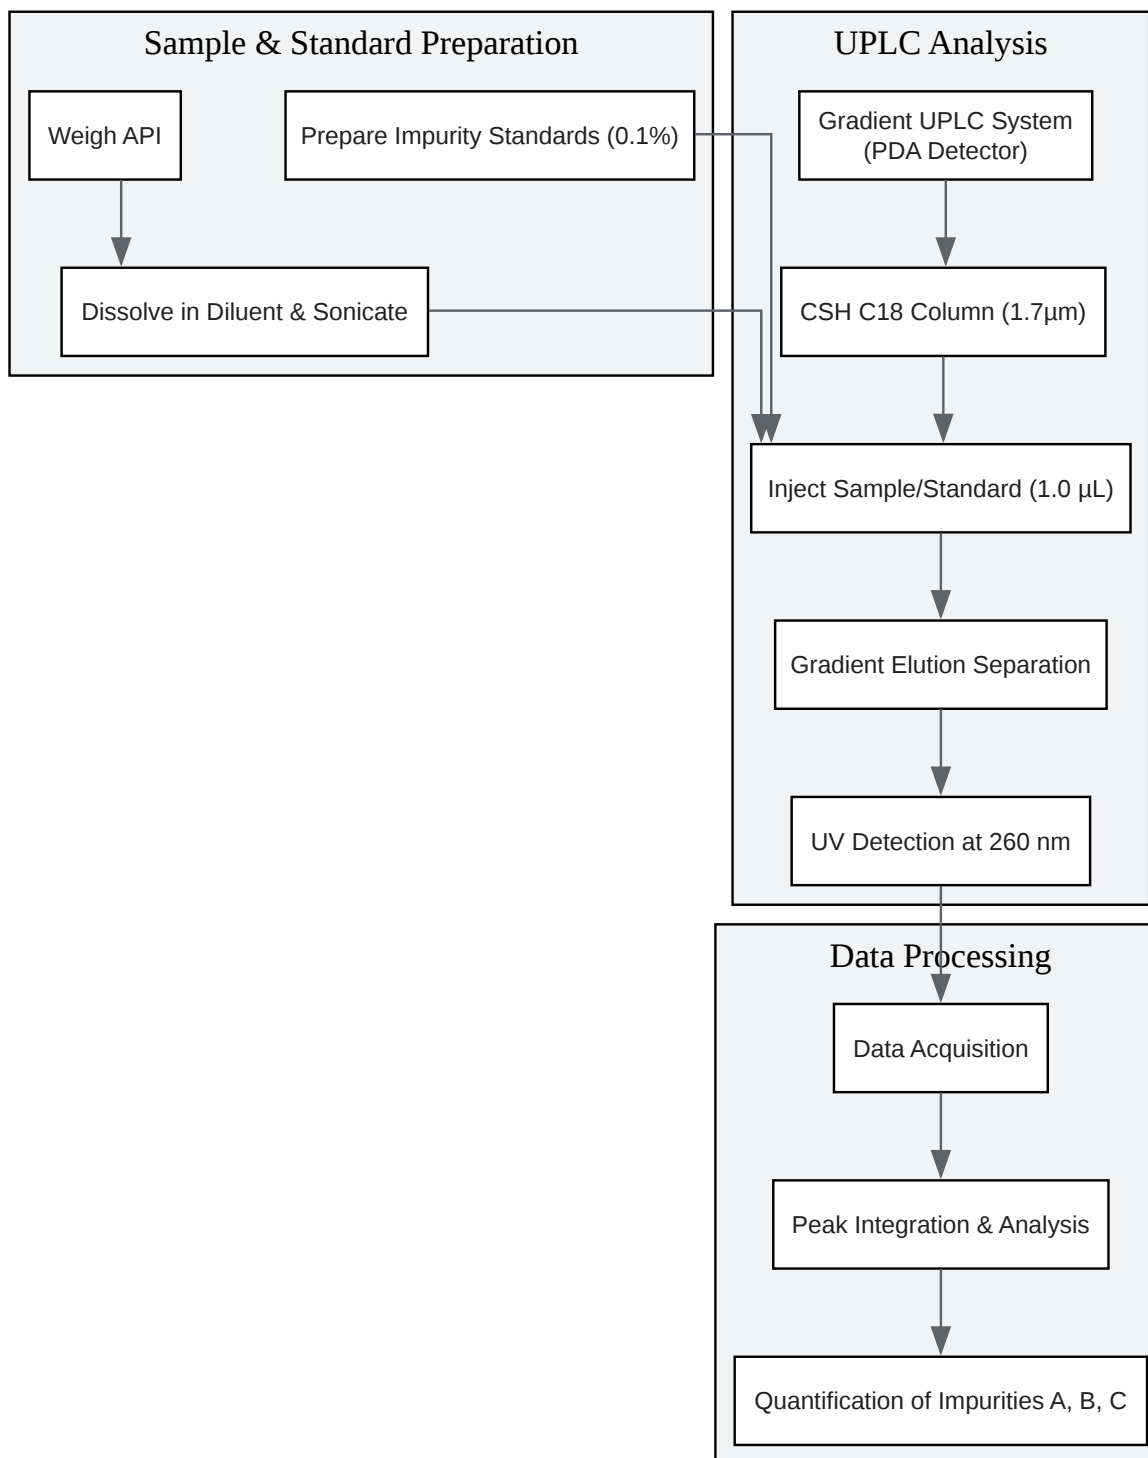 Sample & Standard Preparation
Weigh API
Prepare Impurity Standards (0.1%)
Dissolve in Diluent & Sonicate
UPLC Analysis
Gradient UPLC System
(PDA Detector)
CSH C18 Column (1.7µm)
Inject Sample/Standard (1.0 µL)
Gradient Elution Separation
UV Detection at 260 nm
Data Processing
Data Acquisition
Peak Integration & Analysis
Quantification of Impurities A, B, C